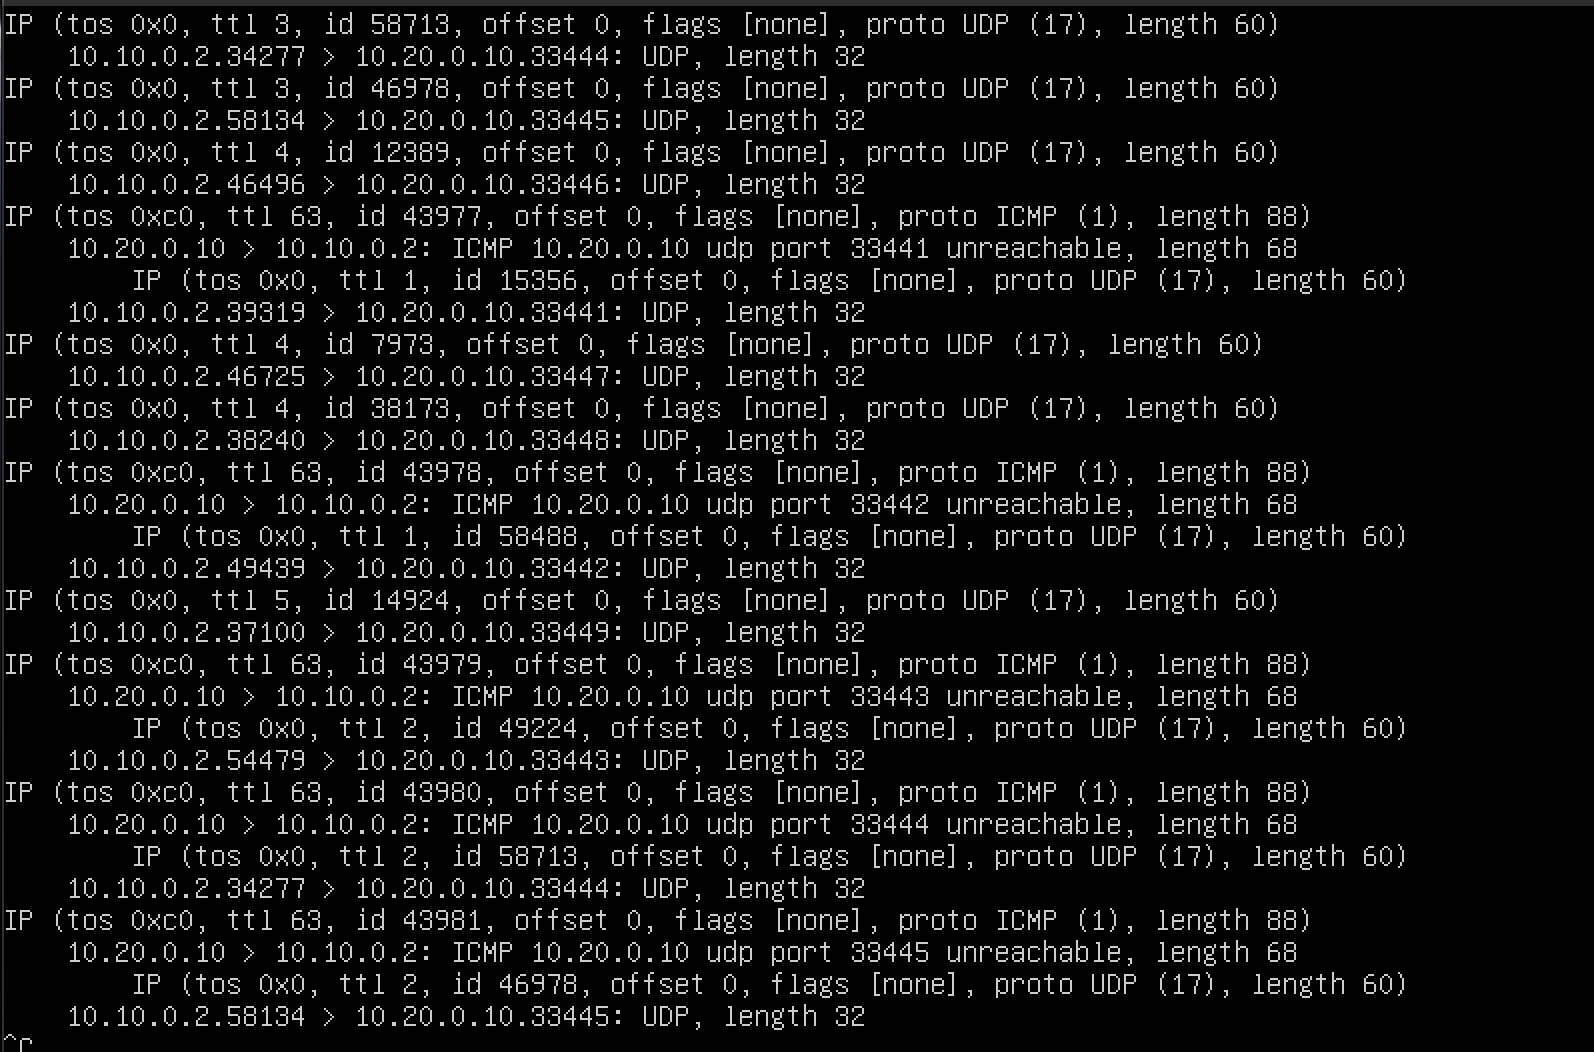 IP (tos 0x0, ttl 3, id 58713, offset 0, flags [none], proto UDP (17), length 60)
10.10.0.2.34277 > 10.20.0.10.33444: UDP, length 32
IP (tos 0x0, ttl 3, id 46978, offset 0, flags [none], proto UDP (17), length 60)
10.10.0.2.58134 > 10.20.0.10.33445: UDP, length 32
IP (tos 0x0, ttl 4, id 12389, offset 0, flags [none], proto UDP (17), length 60)
10.10.0.2.46496 > 10.20.0.10.33446: UDP, length 32
IP (tos 0xc0, ttl 63, id 43977, offset 0, flags [none], proto ICMP (1), length 88)
10.20.0.10 > 10.10.0.2: ICMP 10.20.0.10 udp port 33441 unreachable, length 68
IP (tos 0x0, ttl 1, id 15356, offset 0, flags [none], proto UDP (17), length 60)
10.10.0.2.39319 > 10.20.0.10.33441: UDP, length 32
IP (tos 0x0, ttl 4, id 7973, offset 0, flags [none], proto UDP (17), length 60)
10.10.0.2.46725 > 10.20.0.10.33447: UDP, length 32
IP (tos 0x0, ttl 4, id 38173, offset 0, flags [none], proto UDP (17), length 60)
10.10.0.2.38240 > 10.20.0.10.33448: UDP, length 32
IP (tos 0xc0, ttl 63, id 43978, offset 0, flags [none], proto ICMP (1), length 88)
10.20.0.10 > 10.10.0.2: ICMP 10.20.0.10 udp port 33442 unreachable, length 68
IP (tos 0x0, ttl 1, id 58488, offset 0, flags [none], proto UDP (17), length 60)
10.10.0.2.49439 > 10.20.0.10.33442: UDP, length 32
IP (tos 0x0, ttl 5, id 14924, offset 0, flags [none], proto UDP (17), length 60)
10.10.0.2.37100 > 10.20.0.10.33449: UDP, length 32
IP (tos 0xc0, ttl 63, id 43979, offset 0, flags [none], proto ICMP (1), length 88)
10.20.0.10 > 10.10.0.2: ICMP 10.20.0.10 udp port 33443 unreachable, length 68
IP (tos 0x0, ttl 2, id 49224, offset 0, flags [none], proto UDP (17), length 60)
10.10.0.2.54479 > 10.20.0.10.33443: UDP, length 32
IP (tos 0xc0, ttl 63, id 43980, offset 0, flags [none], proto ICMP (1), length 88)
10.20.0.10 > 10.10.0.2: ICMP 10.20.0.10 udp port 33444 unreachable, length 68
IP (tos 0x0, ttl 2, id 58713, offset 0, flags [none], proto UDP (17), length 60)
10.10.0.2.34277 > 10.20.0.10.33444: UDP, length 32
IP (tos 0xc0, ttl 63, id 43981, offset 0, flags [none], proto ICMP (1), length 88)
10.20.0.10 > 10.10.0.2: ICMP 10.20.0.10 udp port 33445 unreachable, length 68
IP (tos 0x0, ttl 2, id 46978, offset 0, flags [none], proto UDP (17), length 60)
10.10.0.2.58134 > 10.20.0.10.33445: UDP, length 32